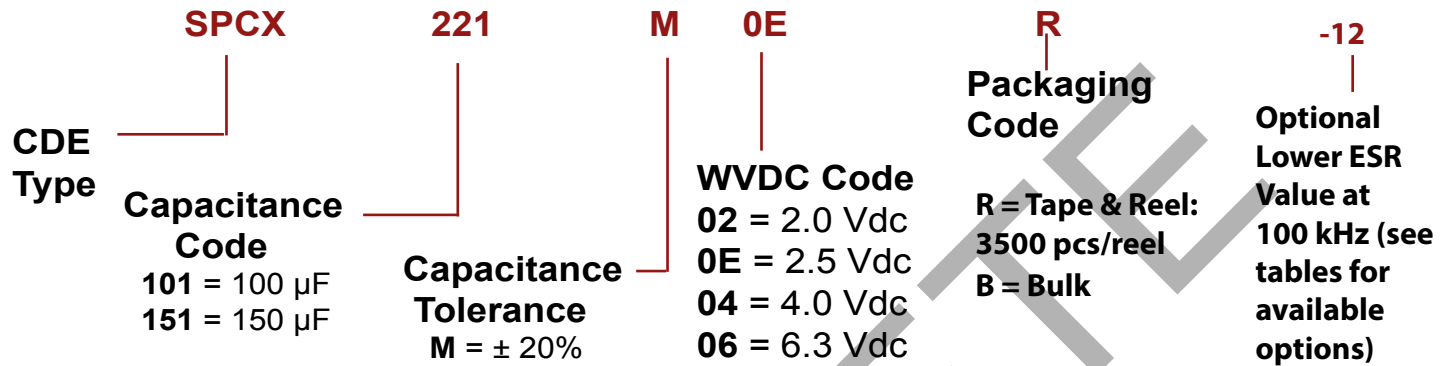 SPCX 221 M 0E R -12
CDE
Type
Capacitance
Code
101 = 100 µF
151 = 150 µF
Capacitance
Tolerance
M = ± 20%
WVDC Code
02 = 2.0 Vdc
0E = 2.5 Vdc
04 = 4.0 Vdc
06 = 6.3 Vdc
Packaging
Code
R = Tape & Reel:
3500 pcs/reel
B = Bulk
Optional
Lower ESR
Value at
100 kHz (see
tables for
available
options)
TE